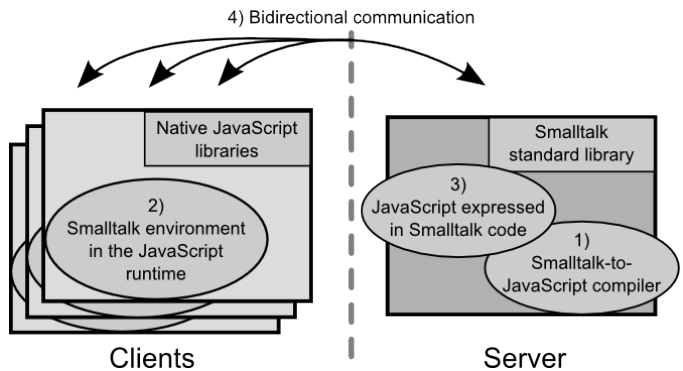 4) Bidirectional communication
Native JavaScript
libraries
2)
Smalltalk environment
in the JavaScript
runtime
Clients
Smalltalk
standard library
3)
JavaScript expressed
in Smalltalk code
1)
Smalltalk-to-
JavaScript compiler
Server